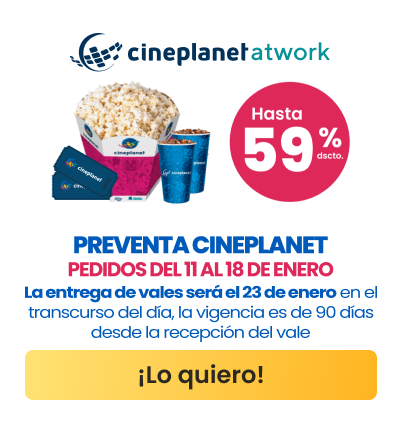 cineplanet atwork
Hasta
59%
dscto.
cineplanet
cineplanet
cineplanet
cineplanet
PREVENTA CINEPLANET
PEDIDOS DEL 11 AL 18 DE ENERO
La entrega de vales será el 23 de enero en el
transcurso del día, la vigencia es de 90 días
desde la recepción del vale
¡Lo quiero!